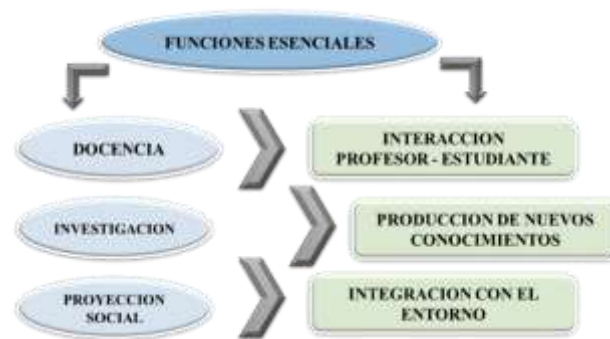 FUNCIONES ESENCIALES
DOCENCIA
INTERACCION
PROFESOR - ESTUDIANTE
INVESTIGACION
PRODUCCION DE NUEVOS
CONOCIMIENTOS
PROYECCION
SOCIAL
INTEGRACION CON EL
ENTORNO